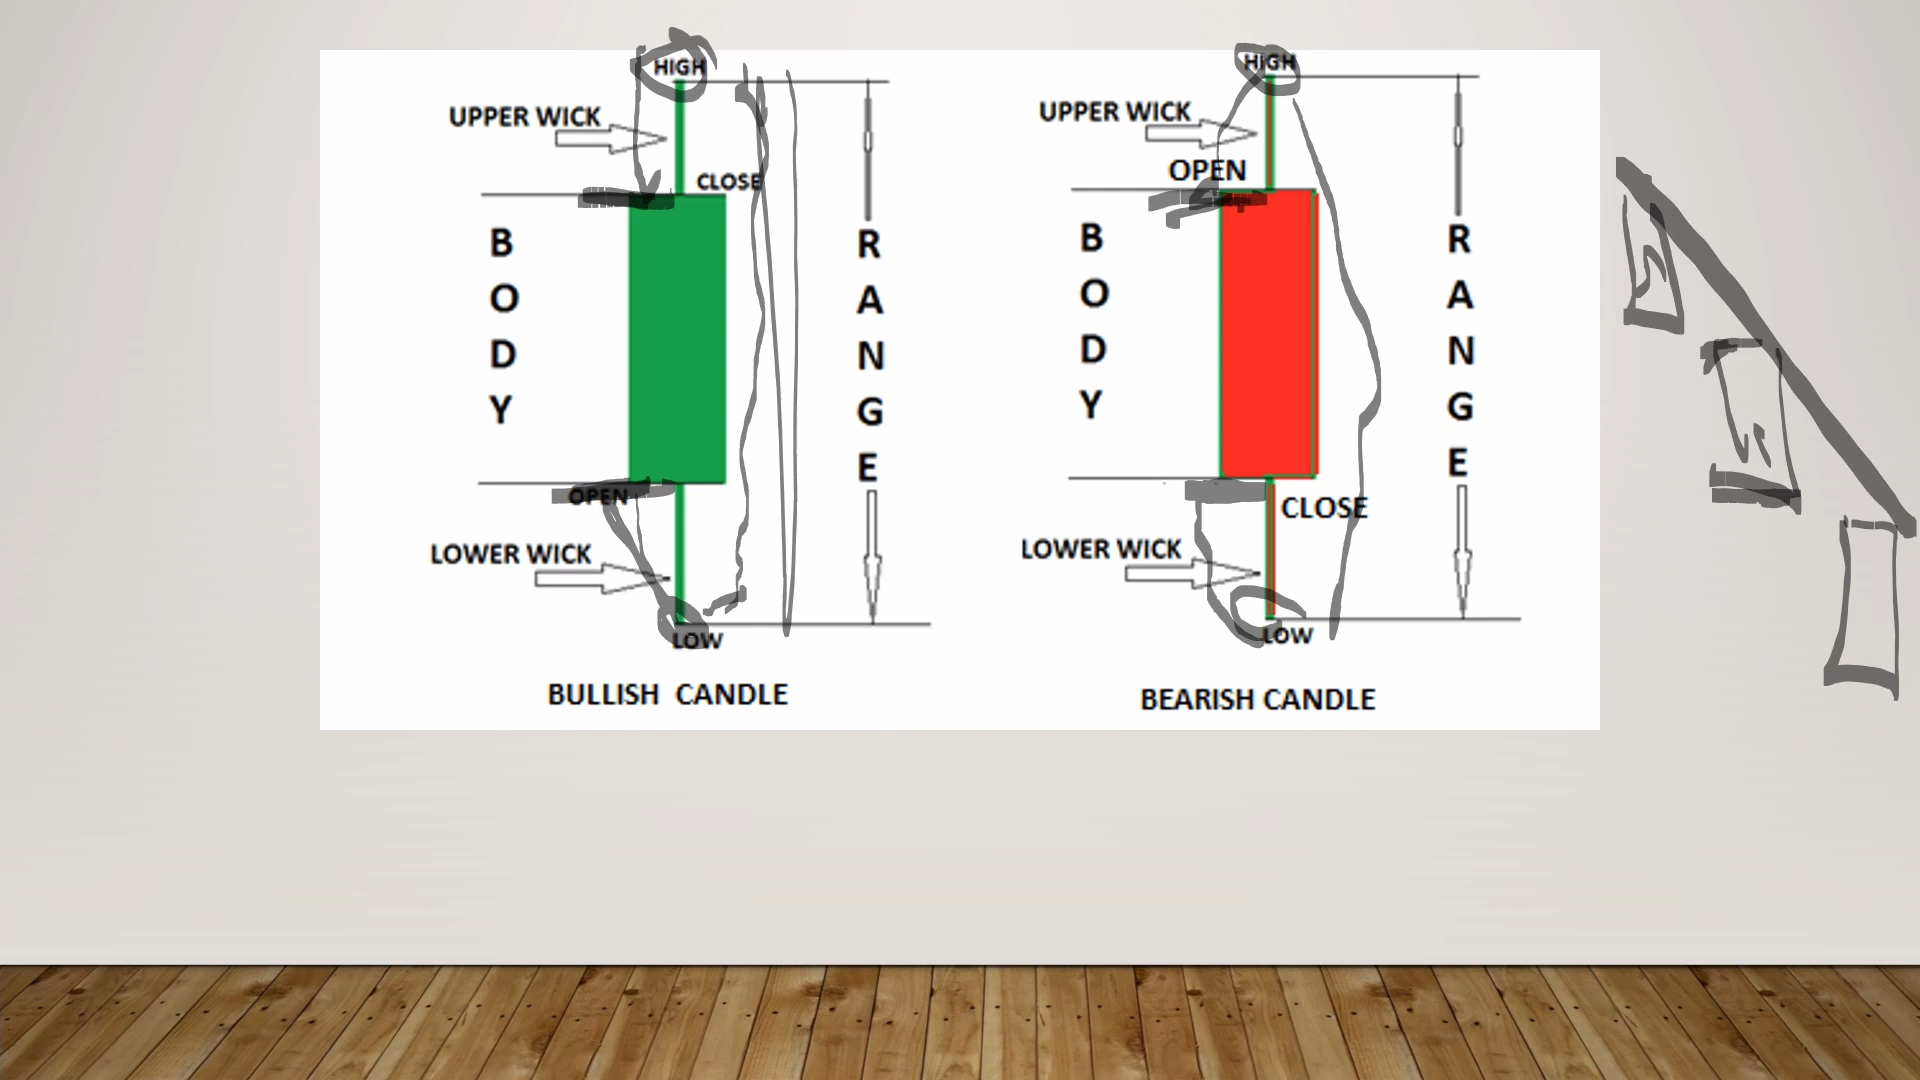 HIGH
UPPER WICK
CLOSE
BODY
RANGE
OPEN
LOWER WICK
LOW
BULLISH CANDLE
HIGH
UPPER WICK
OPEN
BODY
RANGE
CLOSE
LOWER WICK
LOW
BEARISH CANDLE